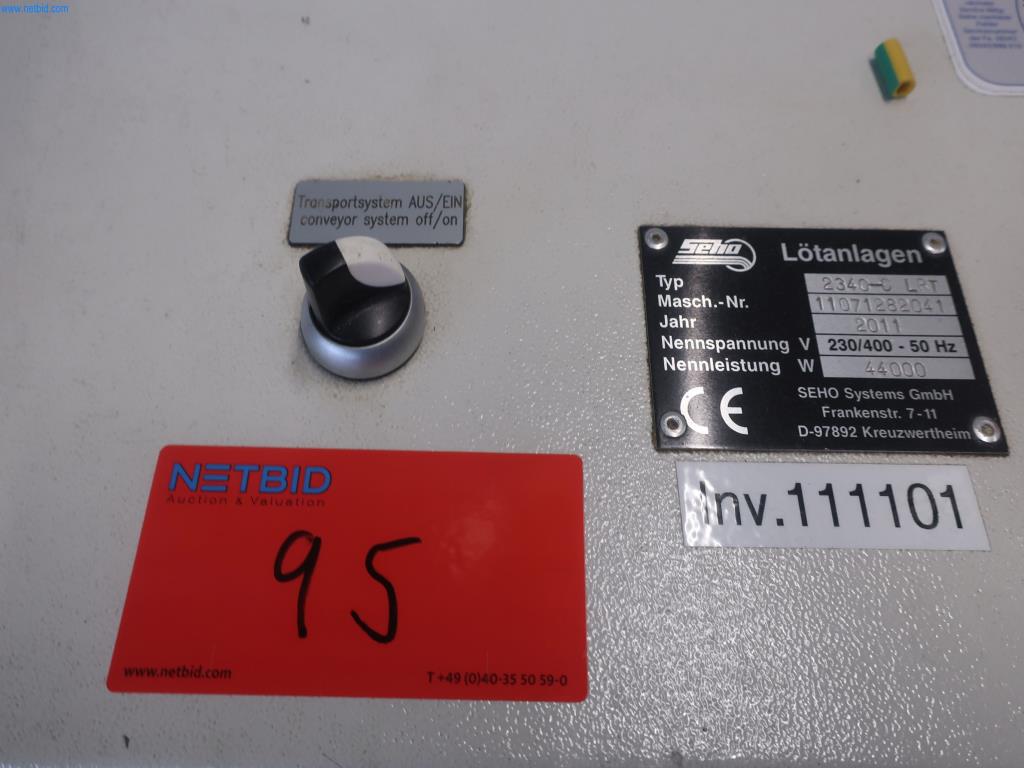 www.netbid.com
Transportsystem AUS/EIN
conveyor system off/on
Seho Lötanlagen
Typ 2340-C LRT
Masch.-Nr. 11071282041
Jahr 2011
Nennspannung V 230/400 - 50 Hz
Nennleistung W 44000
SEHO Systems GmbH
Frankenstr. 7-11
CE D-97892 Kreuzwertheim
Inv.111101
NETBID
Auction & Valuation
95
www.netbid.com T +49 (0)40-35 50 59-0